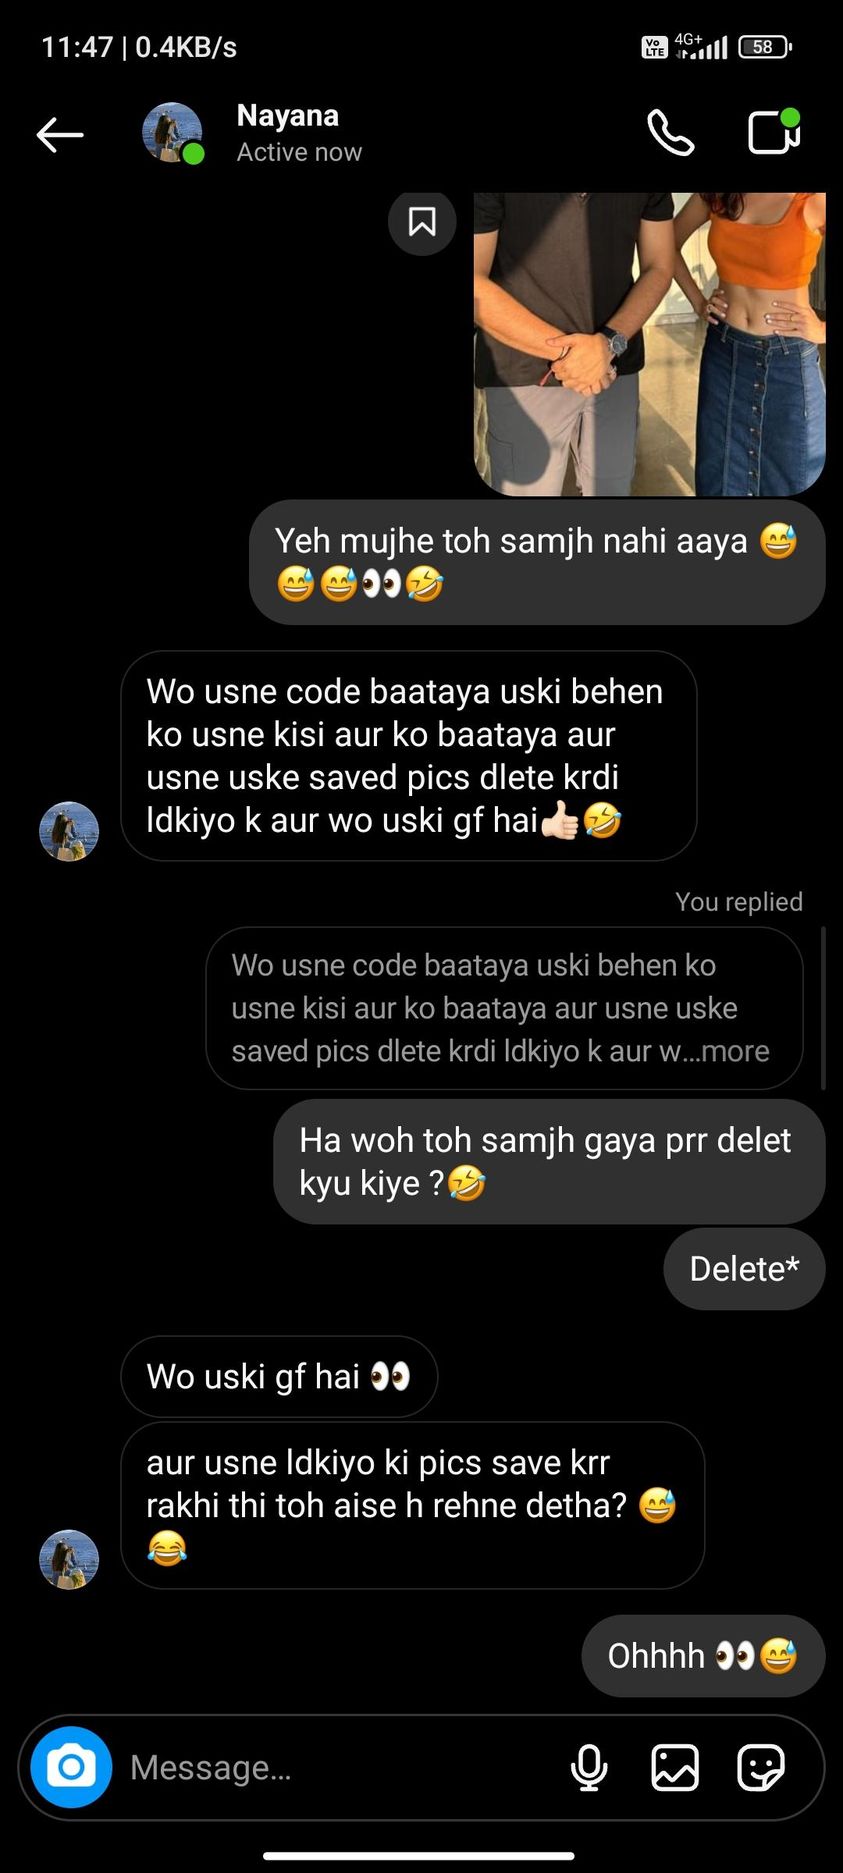 11:47 | 0.4KB/s
Vo LTE 4G+ 58
Nayana
Active now
Yeh mujhe toh samjh nahi aaya 😅
😅😅👀🤣
Wo usne code baataya uski behen
ko usne kisi aur ko baataya aur
usne uske saved pics dlete krdi
ldkiyo k aur wo uski gf hai👍🏻🤣
You replied
Wo usne code baataya uski behen ko
usne kisi aur ko baataya aur usne uske
saved pics dlete krdi ldkiyo k aur w...more
Ha woh toh samjh gaya prr delet
kyu kiye ?🤣
Delete*
Wo uski gf hai 👀
aur usne ldkiyo ki pics save krr
rakhi thi toh aise h rehne detha? 😅
😂
Ohhhh 👀😅
Message...